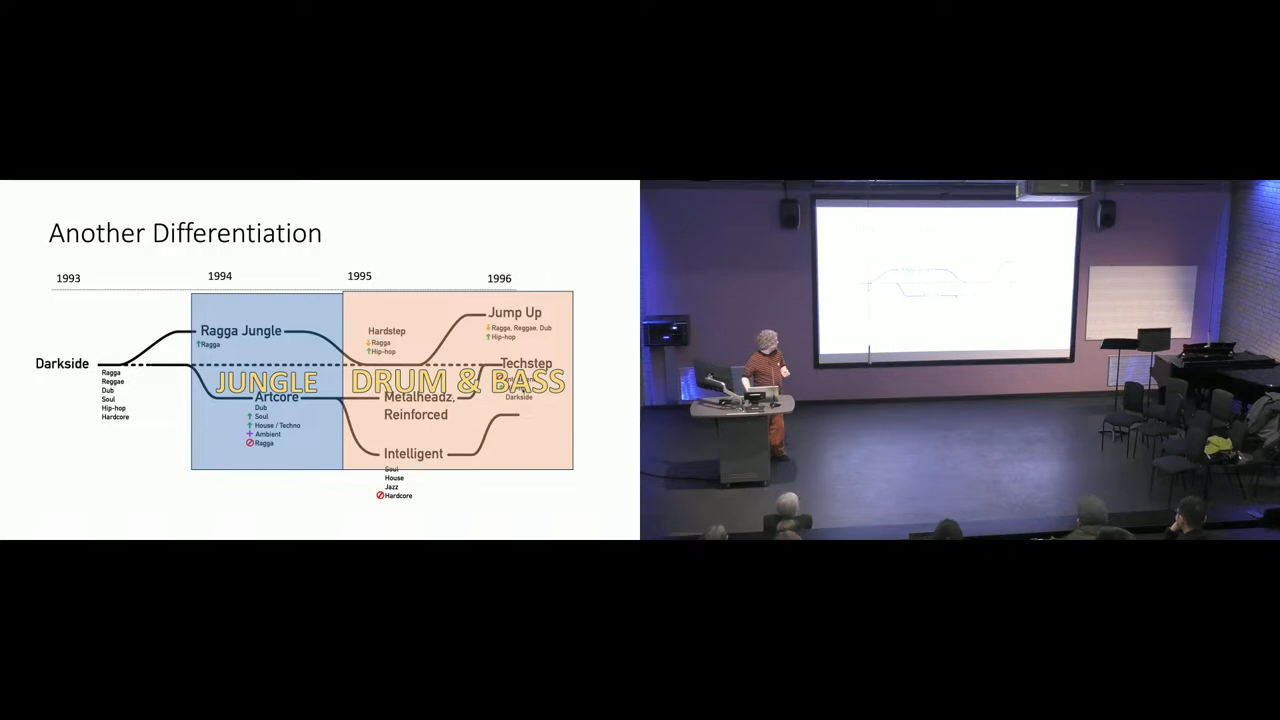 Another Differentiation
1993
1994
1995
1996
Darkside
Ragga
Reggae
Dub
Soul
Hip-hop
Hardcore
Ragga Jungle
↑Ragga
JUNGLE
Artcore
Dub
↑ Soul
↑ House / Techno
+ Ambient
Ragga
Hardstep
↓Ragga
↑Hip-hop
DRUM & BASS
Metalheadz,
Reinforced
Intelligent
Soul
House
Jazz
Hardcore
Jump Up
↓ Ragga, Reggae, Dub
↑ Hip-hop
Techstep
Darkside